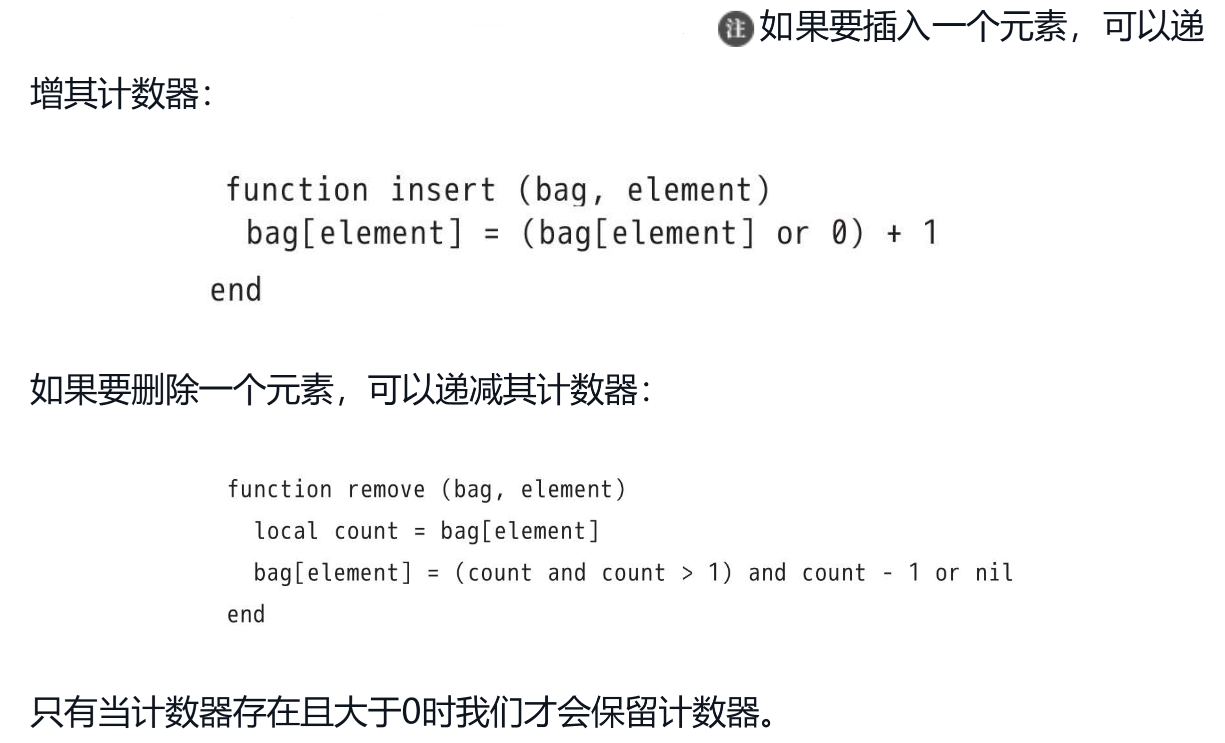 注如果要插入一个元素，可以递
增其计数器：
function insert (bag, element)
bag[element] = (bag[element] or 0) + 1
end
如果要删除一个元素，可以递减其计数器：
function remove (bag, element)
local count = bag[element]
bag[element] = (count and count > 1) and count - 1 or nil
end
只有当计数器存在且大于0时我们才会保留计数器。